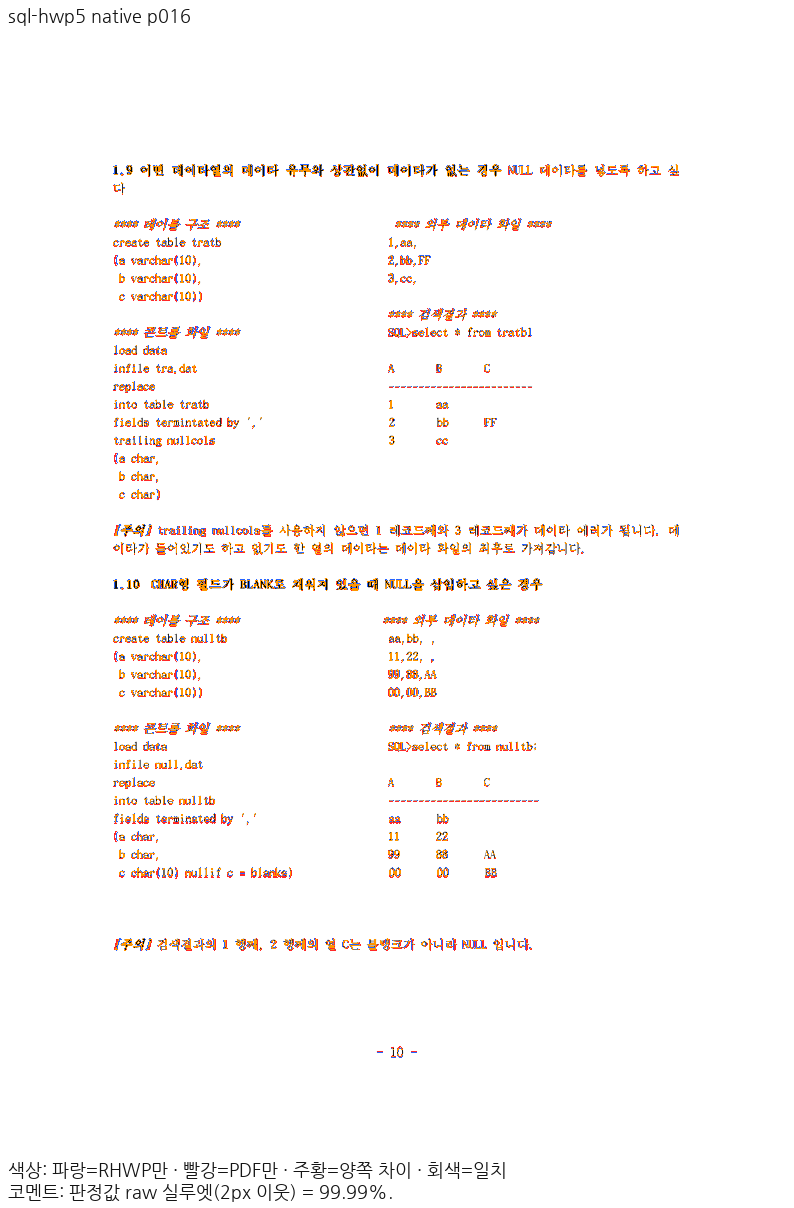 sql-hwp5 native p016
1.9 어떤 데이타열의 데이타 유무와 상관없이 데이타가 없는 경우 NULL 데이타를 넣도록 하고 싶
다
#### 테이블 구조 ####
#### 외부 데이타 파일 ####
create table tratb
1,aa,
(a varchar(10),
2,bb,FF
b varchar(10),
3,cc,
c varchar(10))
#### 검색결과 ####
#### 콘트롤 파일 ####
SQL>select * from tratbl
load data
infile tra.dat
A B C
replace
-------------------------
into table tratb
1 aa
fields termintated by ','
2 bb FF
trailing nullcols
3 cc
(a char,
b char,
c char)
[주의] trailing nullcols를 사용하지 않으면 1 레코드째와 3 레코드째가 데이타 에러가 됩니다. 데
이타가 들어있기도 하고 없기도 한 열의 데이타는 데이타 파일의 최후로 가져갑니다.
1.10 CHAR형 필드가 BLANK로 채워져 있을 때 NULL을 삽입하고 싶은 경우
#### 테이블 구조 ####
#### 외부 데이타 파일 ####
create table nulltb
aa,bb, ,
(a varchar(10),
11,22, ,
b varchar(10),
99,88,AA
c varchar(10))
00,00,BB
#### 콘트롤 파일 ####
#### 검색결과 ####
load data
SQL>select * from nulltb;
infile null.dat
replace
A B C
into table nulltb
--------------------------
fields terminated by ','
aa bb
(a char,
11 22
b char,
99 88 AA
c char(10) nullif c = blanks)
00 00 BB
[주의] 검색결과의 1 행째, 2 행째의 열 C는 블랭크가 아니라 NULL 입니다.
- 10 -
색상: 파랑=RHWP만 · 빨강=PDF만 · 주황=양쪽 차이 · 회색=일치
코멘트: 판정값 raw 실루엣(2px 이웃) = 99.99%.